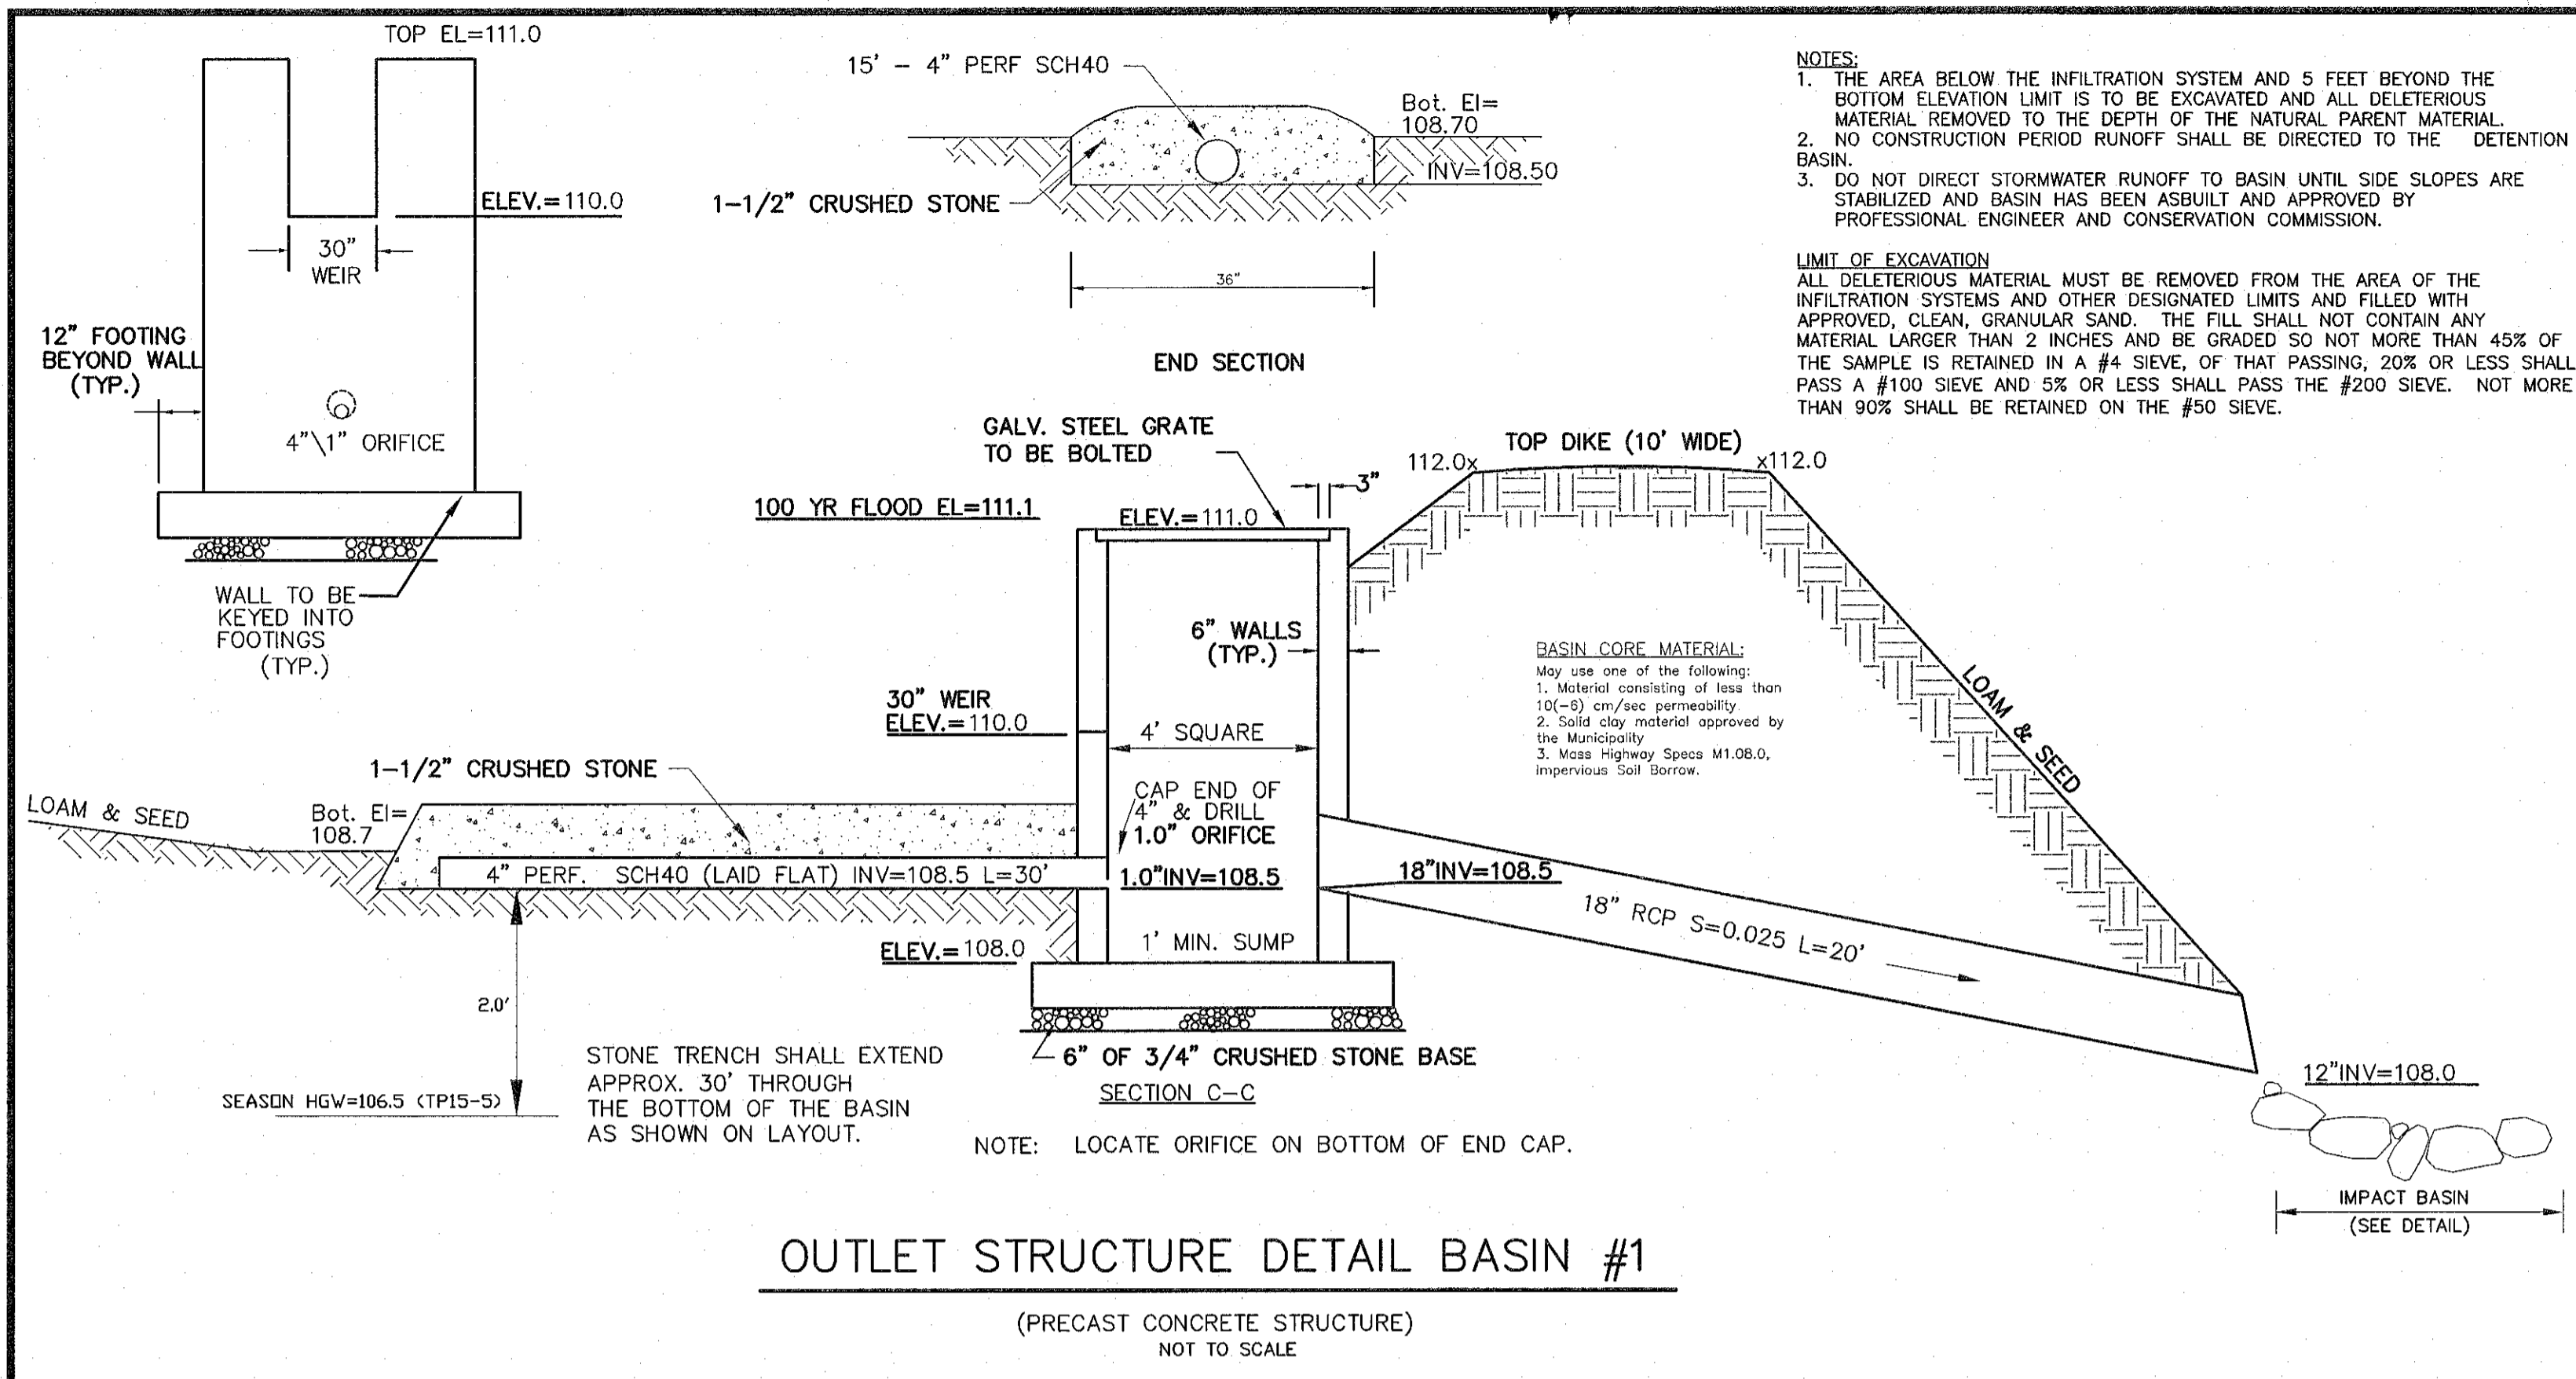 TOP EL=111.0
ELEV.=110.0
30"
WEIR
12" FOOTING
BEYOND WALL
(TYP.)
4"\1" ORIFICE
WALL TO BE
KEYED INTO
FOOTINGS
(TYP.)
15' - 4" PERF SCH40
Bot. El=
108.70
INV=108.50
1-1/2" CRUSHED STONE
36"
END SECTION
NOTES:
1. THE AREA BELOW THE INFILTRATION SYSTEM AND 5 FEET BEYOND THE
BOTTOM ELEVATION LIMIT IS TO BE EXCAVATED AND ALL DELETERIOUS
MATERIAL REMOVED TO THE DEPTH OF THE NATURAL PARENT MATERIAL.
2. NO CONSTRUCTION PERIOD RUNOFF SHALL BE DIRECTED TO THE DETENTION
BASIN.
3. DO NOT DIRECT STORMWATER RUNOFF TO BASIN UNTIL SIDE SLOPES ARE
STABILIZED AND BASIN HAS BEEN ASBUILT AND APPROVED BY
PROFESSIONAL ENGINEER AND CONSERVATION COMMISSION.
LIMIT OF EXCAVATION
ALL DELETERIOUS MATERIAL MUST BE REMOVED FROM THE AREA OF THE
INFILTRATION SYSTEMS AND OTHER DESIGNATED LIMITS AND FILLED WITH
APPROVED, CLEAN, GRANULAR SAND. THE FILL SHALL NOT CONTAIN ANY
MATERIAL LARGER THAN 2 INCHES AND BE GRADED SO NOT MORE THAN 45% OF
THE SAMPLE IS RETAINED IN A #4 SIEVE, OF THAT PASSING, 20% OR LESS SHALL
PASS A #100 SIEVE AND 5% OR LESS SHALL PASS THE #200 SIEVE. NOT MORE
THAN 90% SHALL BE RETAINED ON THE #50 SIEVE.
GALV. STEEL GRATE
TO BE BOLTED
TOP DIKE (10' WIDE)
112.0x
x112.0
3"
100 YR FLOOD EL=111.1
ELEV.=111.0
6" WALLS
(TYP.)
BASIN CORE MATERIAL:
May use one of the following:
1. Material consisting of less than
10(-6) cm/sec permeability.
2. Solid clay material approved by
the Municipality
3. Mass Highway Specs M1.08.0,
Impervious Soil Borrow.
LOAM & SEED
30" WEIR
ELEV.=110.0
4' SQUARE
1-1/2" CRUSHED STONE
CAP END OF
4" & DRILL
1.0" ORIFICE
LOAM & SEED
Bot. El=
108.7
4" PERF. SCH40 (LAID FLAT) INV=108.5 L=30'
1.0"INV=108.5
18"INV=108.5
18" RCP S=0.025 L=20'
ELEV.=108.0
1' MIN. SUMP
2.0'
SEASON HGW=106.5 (TP15-5)
STONE TRENCH SHALL EXTEND
APPROX. 30' THROUGH
THE BOTTOM OF THE BASIN
AS SHOWN ON LAYOUT.
6" OF 3/4" CRUSHED STONE BASE
SECTION C-C
NOTE: LOCATE ORIFICE ON BOTTOM OF END CAP.
12"INV=108.0
IMPACT BASIN
(SEE DETAIL)
OUTLET STRUCTURE DETAIL BASIN #1
(PRECAST CONCRETE STRUCTURE)
NOT TO SCALE